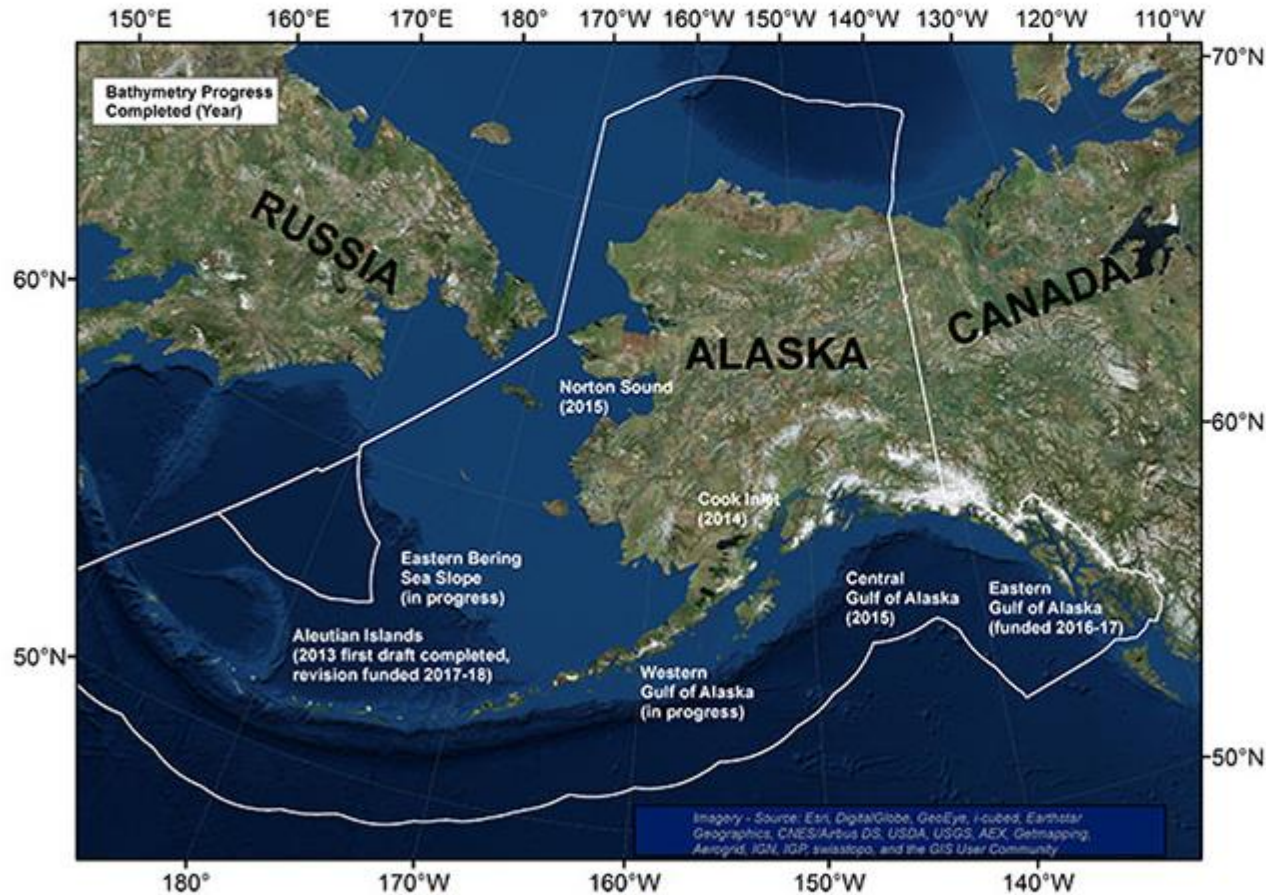 150°E 160°E 170°E 180° 170°W 160°W 150°W 140°W 130°W 120°W 110°W
70°N
Bathymetry Progress
Completed (Year)
RUSSIA
60°N
CANADA
ALASKA
Norton Sound
(2015)
60°N
Cook Inlet
(2014)
Eastern Bering
Sea Slope
(in progress)
Central
Gulf of Alaska
(2015)
Eastern
Gulf of Alaska
(funded 2016-17)
Aleutian Islands
(2013 first draft completed,
revision funded 2017-18)
50°N
Western
Gulf of Alaska
(in progress)
50°N
Imagery - Source: Esri, DigitalGlobe, GeoEye, i-cubed, Earthstar
Geographics, CNES/Airbus DS, USDA, USGS, AEX, Getmapping,
Aerogrid, IGN, IGP, swisstopo, and the GIS User Community
180° 170°W 160°W 150°W 140°W